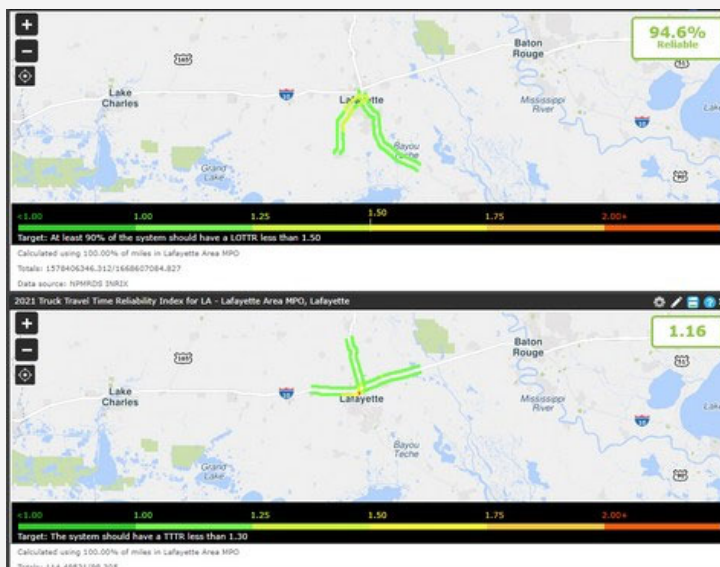 +
94.6%
Reliable
−
165
Baton
Rouge
Lake
Charles
10
Lafayette
Mississippi
River
Grand
Lake
Bayou
Teche
10
90
<1.00 1.00 1.25 1.50 1.75 2.00+
Target: At least 90% of the system should have a LOTTR less than 1.50
Calculated using 100.00% of miles in Lafayette Area MPO
Totals: 1578406346.312/1668607084.827
Data source: NPMRDS INRIX
2021 Truck Travel Time Reliability Index for LA - Lafayette Area MPO, Lafayette
+
1.16
−
165
Baton
Rouge
Lake
Charles
10
Lafayette
Mississippi
River
Grand
Lake
Bayou
Teche
10
90
<1.00 1.00 1.25 1.50 1.75 2.00+
Target: The system should have a TTTR less than 1.30
Calculated using 100.00% of miles in Lafayette Area MPO